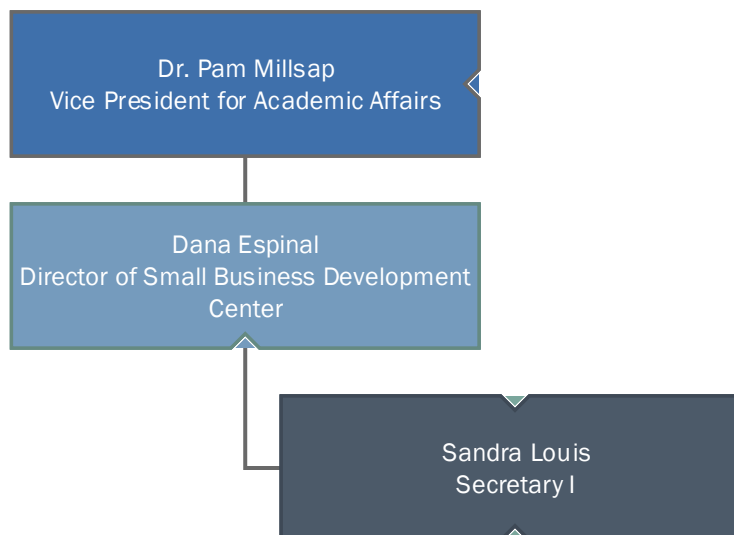 Dr. Pam Millsap
Vice President for Academic Affairs
Dana Espinal
Director of Small Business Development
Center
Sandra Louis
Secretary I